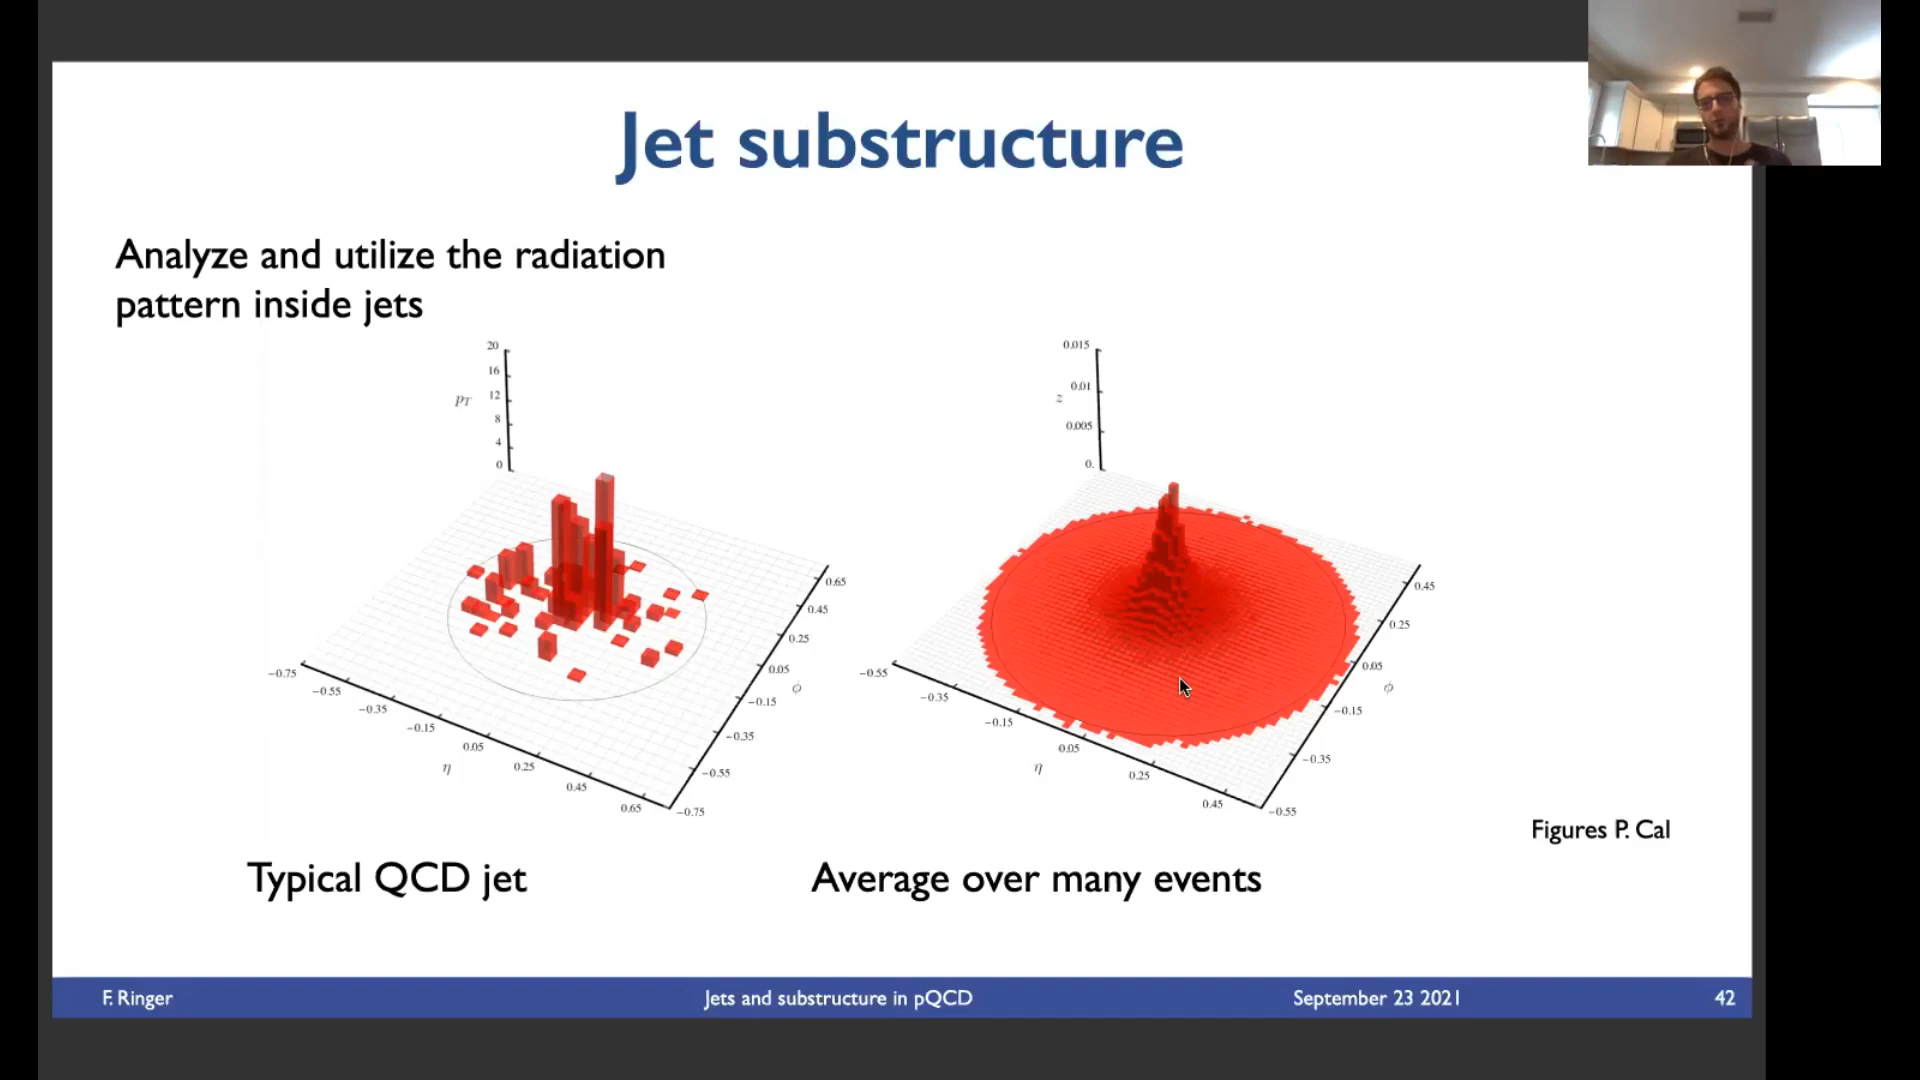 Jet substructure
Analyze and utilize the radiation
pattern inside jets
20
16
pT 12
8
4
0
0.65
0.45
0.25
0.05
ϕ
−0.15
−0.35
−0.55
−0.75
−0.75
−0.55
−0.35
−0.15
0.05
η
0.25
0.45
0.65
0.015
0.01
z
0.005
0.
0.45
0.25
0.05
ϕ
−0.15
−0.35
−0.55
−0.55
−0.35
−0.15
0.05
η
0.25
0.45
Figures P. Cal
Typical QCD jet
Average over many events
F. Ringer
Jets and substructure in pQCD
September 23 2021
42